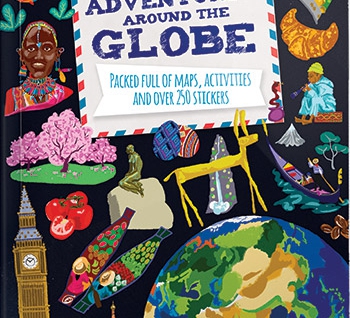 AROUND THE
GLOBE
PACKED FULL OF MAPS, ACTIVITIES
AND OVER 250 STICKERS